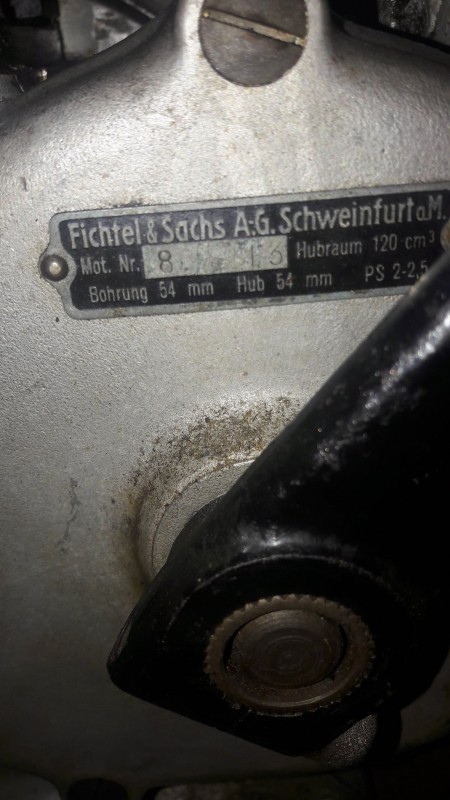 Fichtel & Sachs A.-G. Schweinfurt a.M.
Mot. Nr. Hubraum 120 cm³
Bohrung 54 mm Hub 54 mm PS 2-2,5